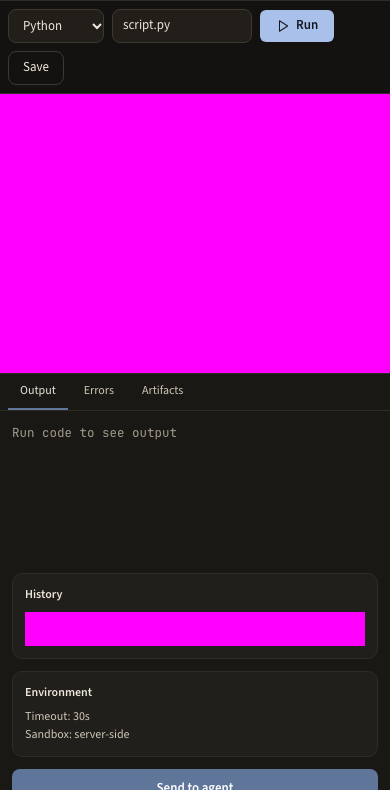 Python
script.py
Run
Save
Output
Errors
Artifacts
Run code to see output
History
Environment
Timeout: 30s
Sandbox: server-side
Send to agent